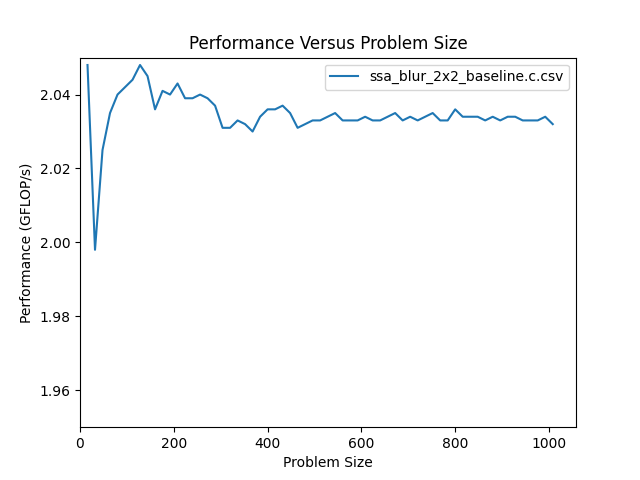 Performance Versus Problem Size
ssa_blur_2x2_baseline.c.csv
Performance (GFLOP/s)
2.04
2.02
2.00
1.98
1.96
0
200
400
600
800
1000
Problem Size